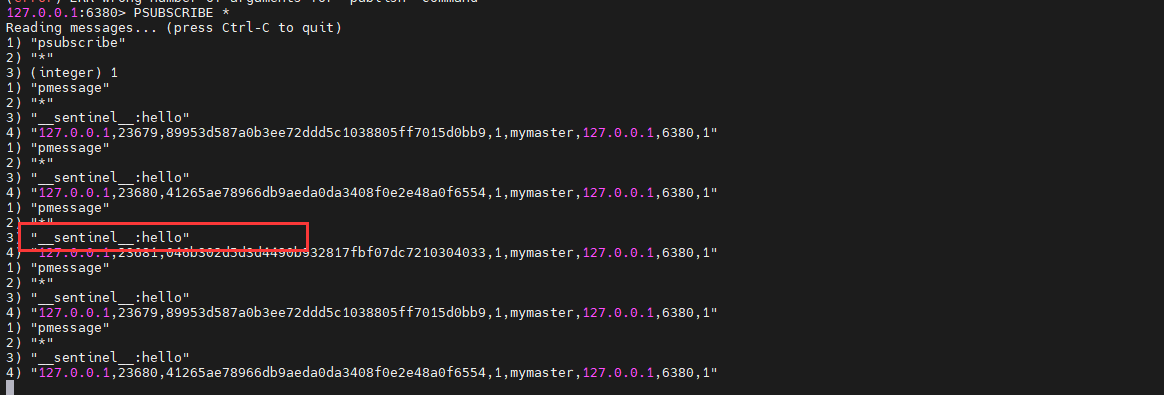 (error) ERR wrong number of arguments for 'publish' command
127.0.0.1:6380> PSUBSCRIBE *
Reading messages... (press Ctrl-C to quit)
1) "psubscribe"
2) "*"
3) (integer) 1
1) "pmessage"
2) "*"
3) "__sentinel__:hello"
4) "127.0.0.1,23679,89953d587a0b3ee72ddd5c1038805ff7015d0bb9,1,mymaster,127.0.0.1,6380,1"
1) "pmessage"
2) "*"
3) "__sentinel__:hello"
4) "127.0.0.1,23680,41265ae78966db9aeda0da3408f0e2e48a0f6554,1,mymaster,127.0.0.1,6380,1"
1) "pmessage"
2) "*"
3) "__sentinel__:hello"
4) "127.0.0.1,23681,046b302d5d3d4490b932817fbf07dc7210304033,1,mymaster,127.0.0.1,6380,1"
1) "pmessage"
2) "*"
3) "__sentinel__:hello"
4) "127.0.0.1,23679,89953d587a0b3ee72ddd5c1038805ff7015d0bb9,1,mymaster,127.0.0.1,6380,1"
1) "pmessage"
2) "*"
3) "__sentinel__:hello"
4) "127.0.0.1,23680,41265ae78966db9aeda0da3408f0e2e48a0f6554,1,mymaster,127.0.0.1,6380,1"